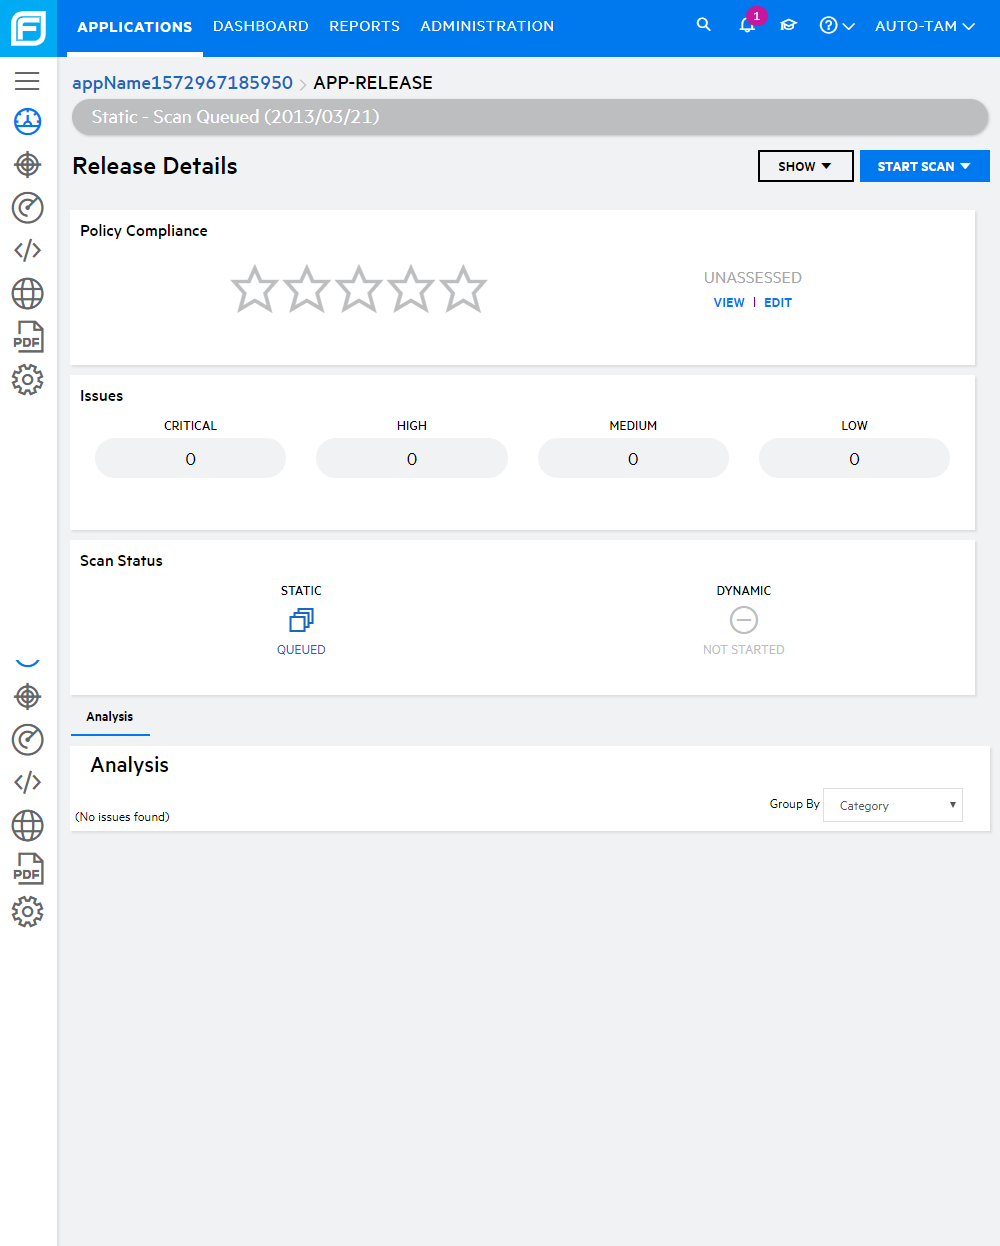 APPLICATIONS DASHBOARD REPORTS ADMINISTRATION 1 AUTO-TAM
appName1572967185950 APP-RELEASE
Static - Scan Queued (2013/03/21)
Release Details SHOW START SCAN
Policy Compliance
UNASSESSED
VIEW | EDIT
Issues
CRITICAL HIGH MEDIUM LOW
0 0 0 0
Scan Status
STATIC DYNAMIC
QUEUED NOT STARTED
Analysis
Analysis
Group By Category
(No issues found)
PDF
PDF